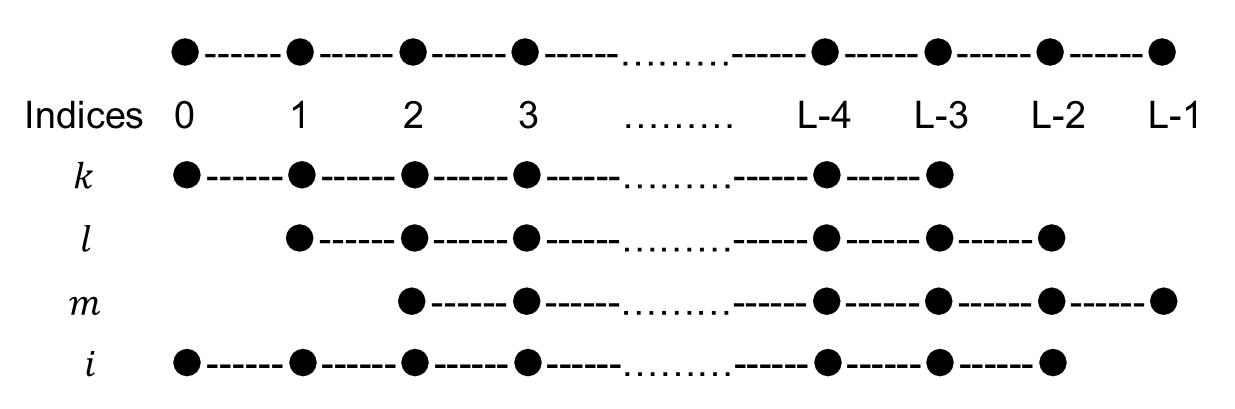 Indices 0 1 2 3 ......... L-4 L-3 L-2 L-1
k
l
m
i